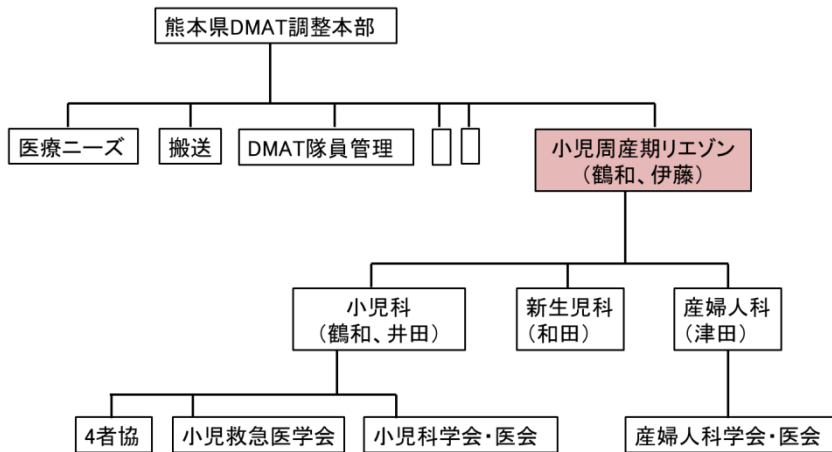 熊本県DMAT調整本部
医療ニーズ
搬送
DMAT隊員管理
小児周産期リエゾン
（鶴和、伊藤）
小児科
（鶴和、井田）
新生児科
（和田）
産婦人科
（津田）
4者協
小児救急医学会
小児科学会・医会
産婦人科学会・医会